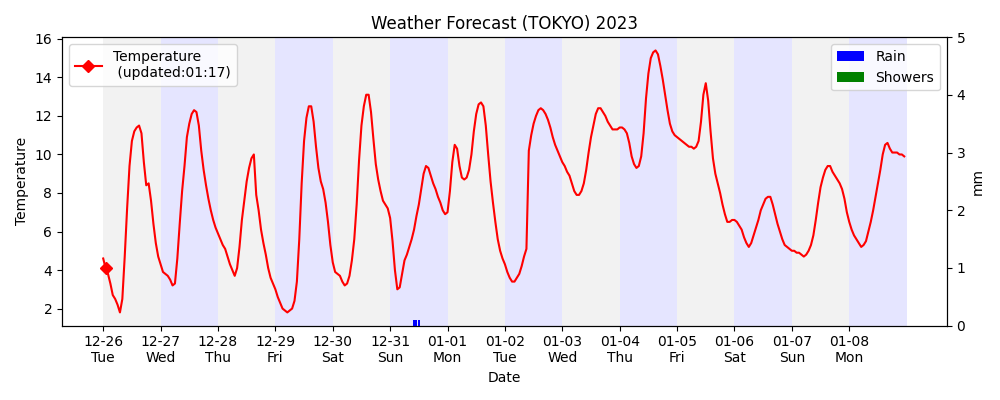 Weather Forecast (TOKYO) 2023
Temperature
(updated:01:17)
Rain
Showers
Temperature
16
14
12
10
8
6
4
2
5
4
3
2
1
0
mm
12-26 12-27 12-28 12-29 12-30 12-31 01-01 01-02 01-03 01-04 01-05 01-06 01-07 01-08
Tue Wed Thu Fri Sat Sun Mon Tue Wed Thu Fri Sat Sun Mon
Date